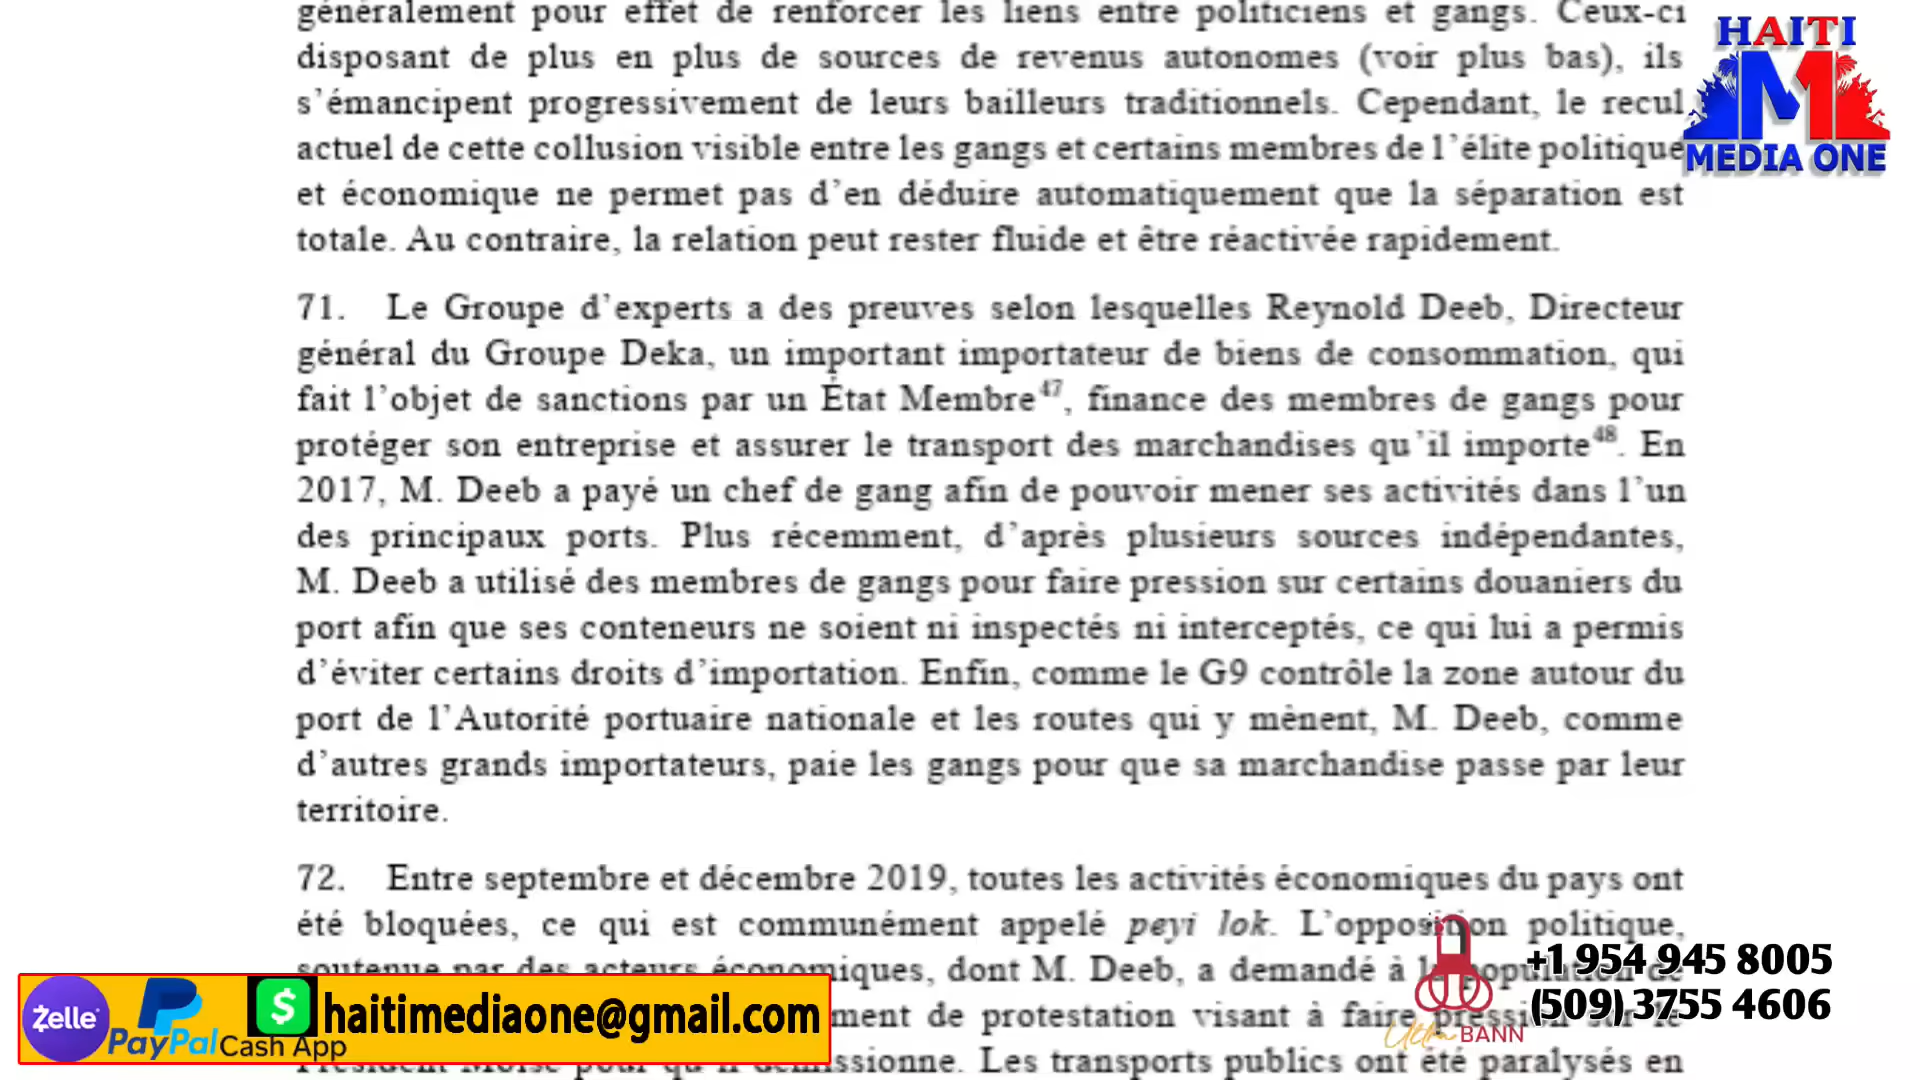 généralement pour effet de renforcer les liens entre politiciens et gangs. Ceux-ci
disposant de plus en plus de sources de revenus autonomes (voir plus bas), ils
s’émancipent progressivement de leurs bailleurs traditionnels. Cependant, le recul
actuel de cette collusion visible entre les gangs et certains membres de l’élite politique
et économique ne permet pas d’en déduire automatiquement que la séparation est
totale. Au contraire, la relation peut rester fluide et être réactivée rapidement.
71. Le Groupe d’experts a des preuves selon lesquelles Reynold Deeb, Directeur
général du Groupe Deka, un important importateur de biens de consommation, qui
fait l’objet de sanctions par un État Membre47, finance des membres de gangs pour
protéger son entreprise et assurer le transport des marchandises qu’il importe48. En
2017, M. Deeb a payé un chef de gang afin de pouvoir mener ses activités dans l’un
des principaux ports. Plus récemment, d’après plusieurs sources indépendantes,
M. Deeb a utilisé des membres de gangs pour faire pression sur certains douaniers du
port afin que ses conteneurs ne soient ni inspectés ni interceptés, ce qui lui a permis
d’éviter certains droits d’importation. Enfin, comme le G9 contrôle la zone autour du
port de l’Autorité portuaire nationale et les routes qui y mènent, M. Deeb, comme
d’autres grands importateurs, paie les gangs pour que sa marchandise passe par leur
territoire.
72. Entre septembre et décembre 2019, toutes les activités économiques du pays ont
été bloquées, ce qui est communément appelé peyi lok. L’opposition politique,
soutenue par des acteurs économiques, dont M. Deeb, a demandé à la population de
ment de protestation visant à faire pression sur le
Président Moïse pour qu’il démissionne. Les transports publics ont été paralysés en
HAITI
M
MEDIA ONE
Zelle
PayPal
$
Cash App
haitimediaone@gmail.com
Ultra BANN
+1 954 945 8005
(509) 3755 4606